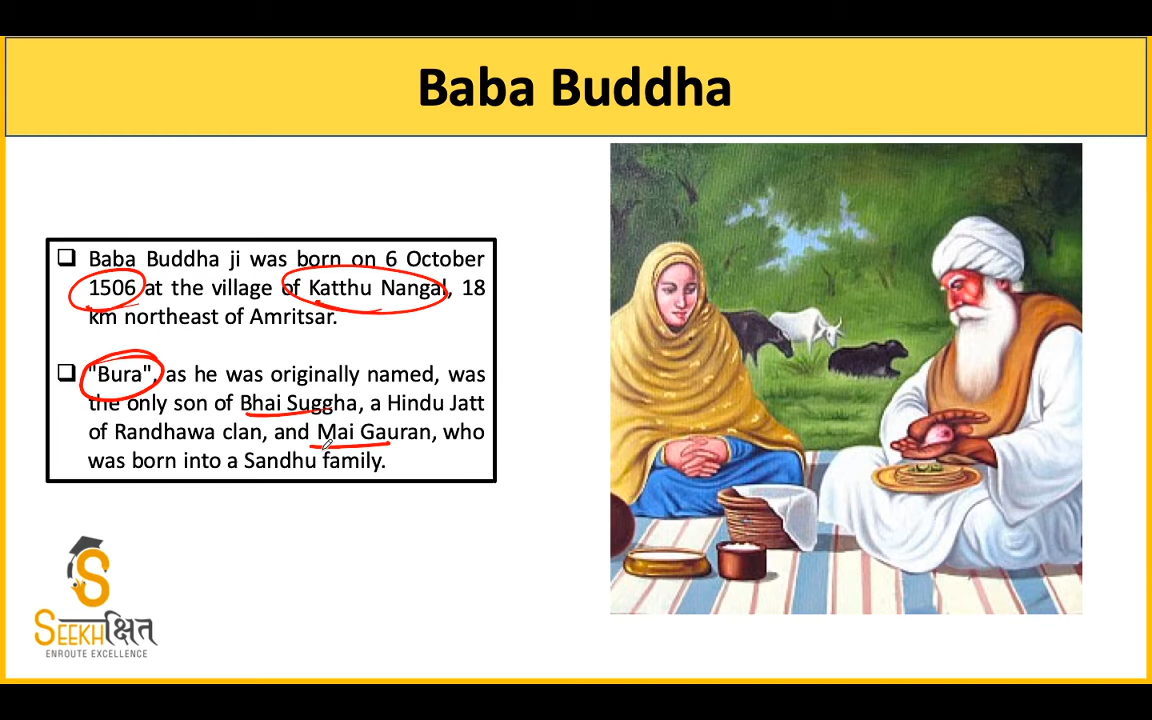 Baba Buddha
❑ Baba Buddha ji was born on 6 October
1506 at the village of Katthu Nangal, 18
km northeast of Amritsar.
❑ "Bura", as he was originally named, was
the only son of Bhai Suggha, a Hindu Jatt
of Randhawa clan, and Mai Gauran, who
was born into a Sandhu family.
S
SEEKHक्षित
ENROUTE EXCELLENCE